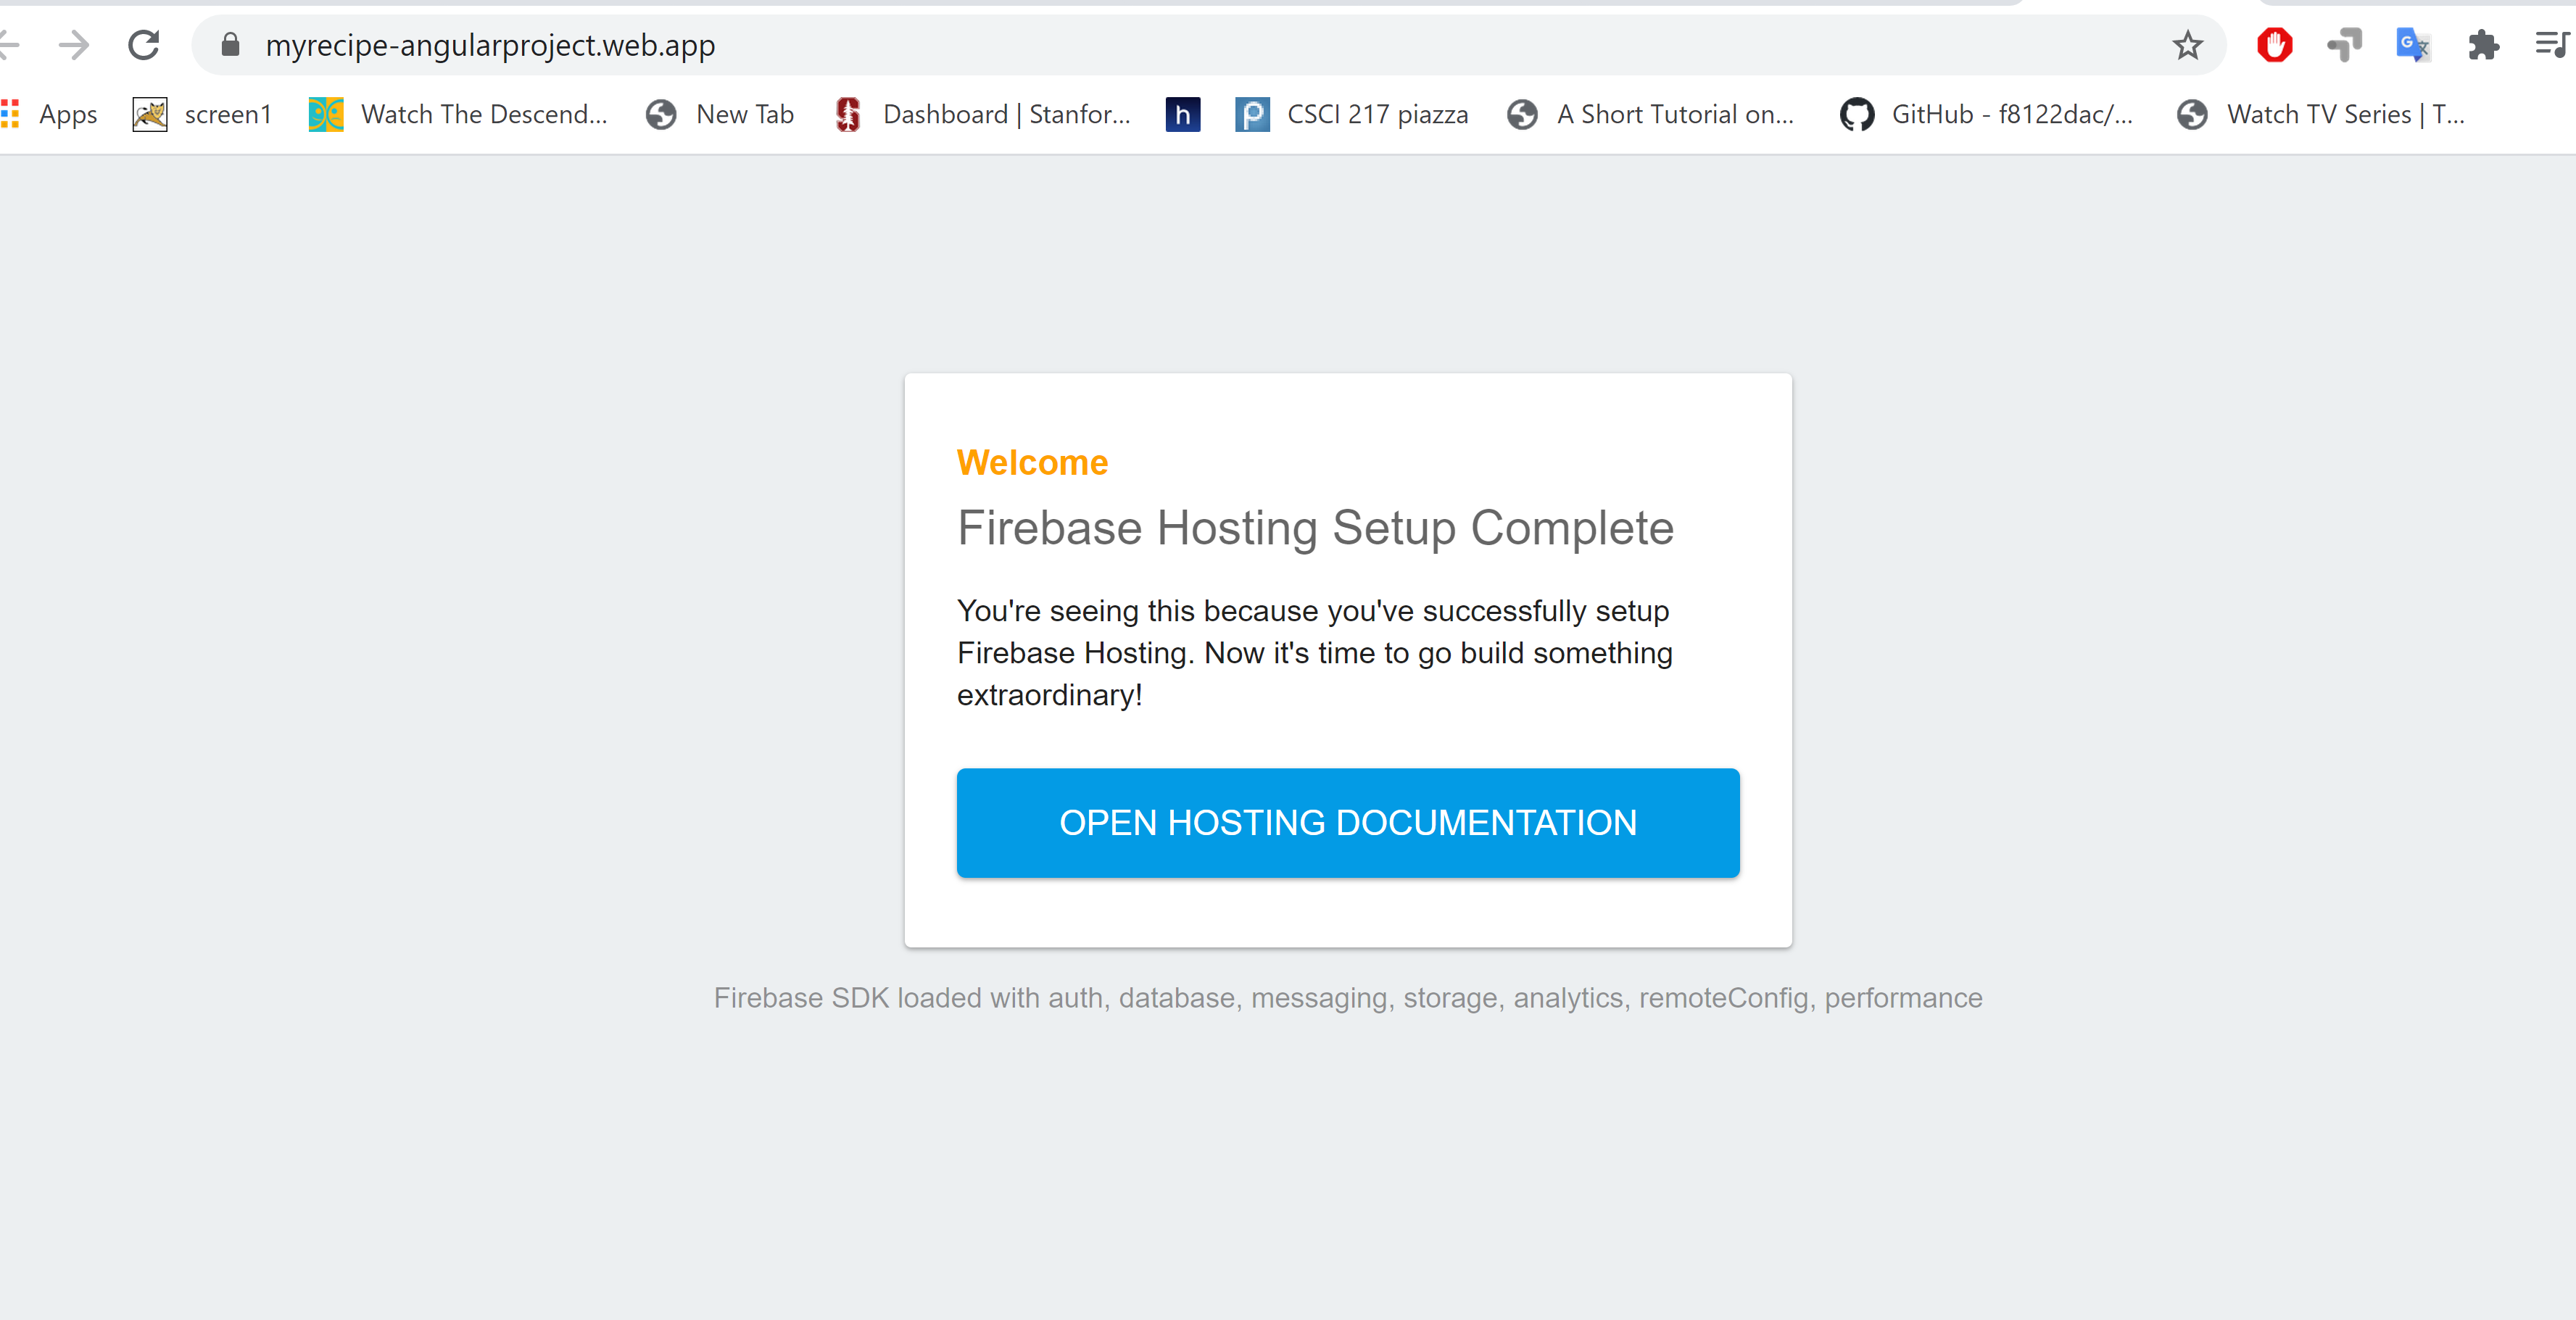 myrecipe-angularproject.web.app
Apps screen1 Watch The Descend... New Tab Dashboard | Stanfor... h p CSCI 217 piazza A Short Tutorial on... GitHub - f8122dac/... Watch TV Series | T...
Welcome
Firebase Hosting Setup Complete
You're seeing this because you've successfully setup
Firebase Hosting. Now it's time to go build something
extraordinary!
OPEN HOSTING DOCUMENTATION
Firebase SDK loaded with auth, database, messaging, storage, analytics, remoteConfig, performance